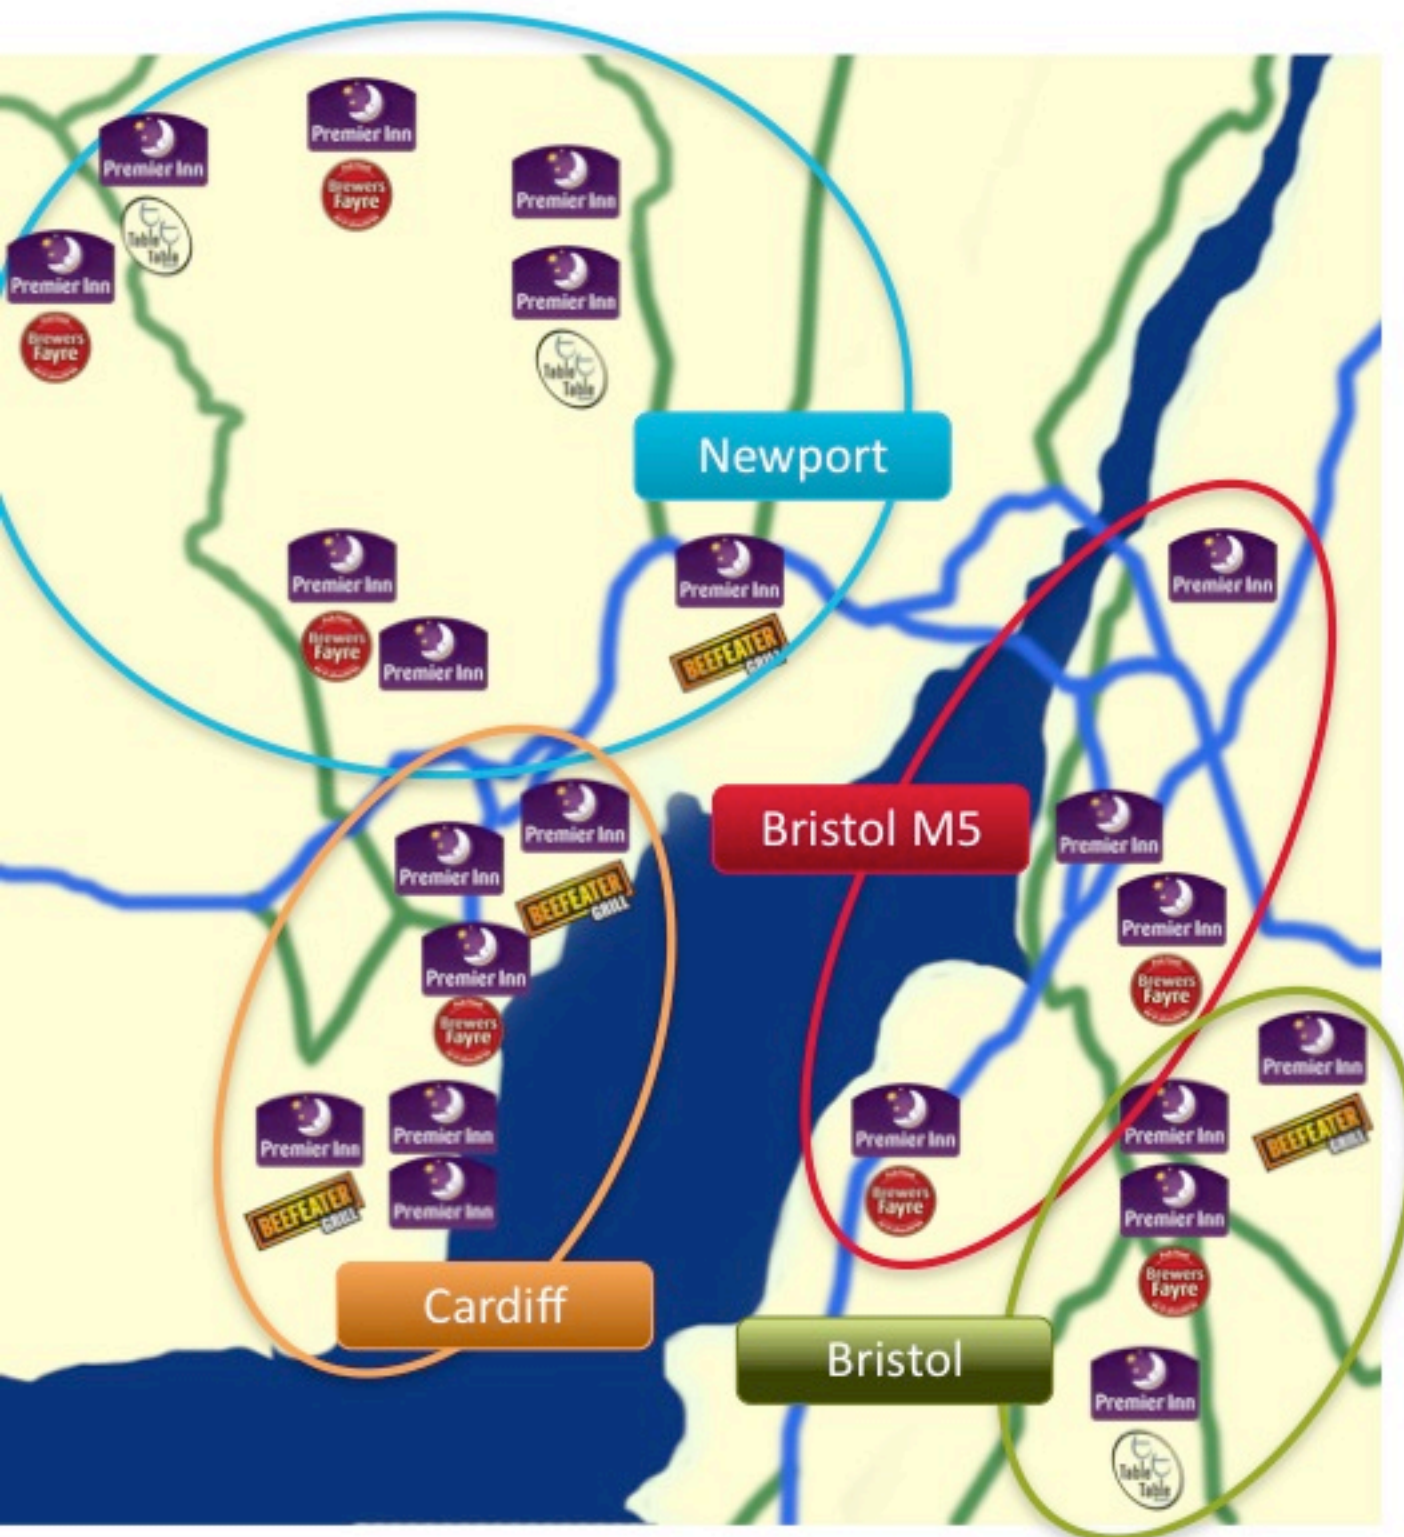 Premier Inn
Brewers
Fayre
Premier Inn
Table
Table
Premier Inn
Premier Inn
Brewers
Fayre
Premier Inn
Premier Inn
Table
Table
Newport
Premier Inn
Brewers
Fayre
Premier Inn
Premier Inn
BEEFEATER
GRILL
Premier Inn
Premier Inn
BEEFEATER
GRILL
Premier Inn
Bristol M5
Premier Inn
Premier Inn
Brewers
Fayre
Premier Inn
Premier Inn
Brewers
Fayre
Premier Inn
BEEFEATER
GRILL
Premier Inn
BEEFEATER
GRILL
Premier Inn
Premier Inn
Premier Inn
Brewers
Fayre
Premier Inn
Premier Inn
Brewers
Fayre
Cardiff
Bristol
Premier Inn
Table
Table